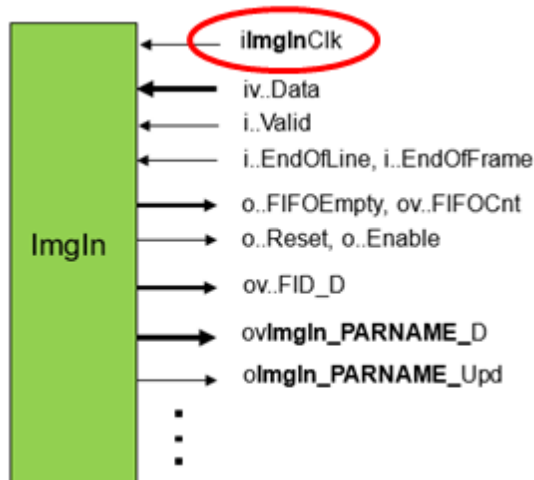 iImgInClk
iv..Data
i..Valid
i..EndOfLine, i..EndOfFrame
o..FIFOEmpty, ov..FIFOCnt
ImgIn
o..Reset, o..Enable
ov..FID_D
ovImgIn_PARNAME_D
oImgIn_PARNAME_Upd